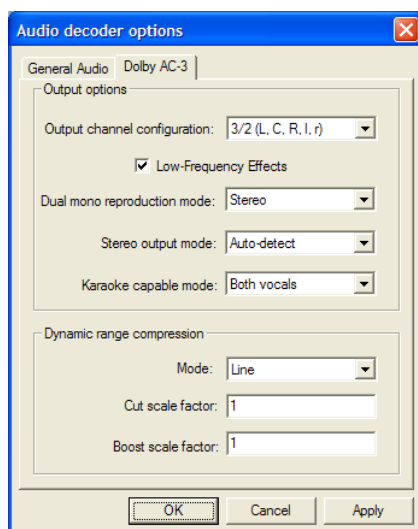 Audio decoder options
General Audio Dolby AC-3
Output options
Output channel configuration: 3/2 (L, C, R, l, r)
Low-Frequency Effects
Dual mono reproduction mode: Stereo
Stereo output mode: Auto-detect
Karaoke capable mode: Both vocals
Dynamic range compression
Mode: Line
Cut scale factor: 1
Boost scale factor: 1
OK Cancel Apply